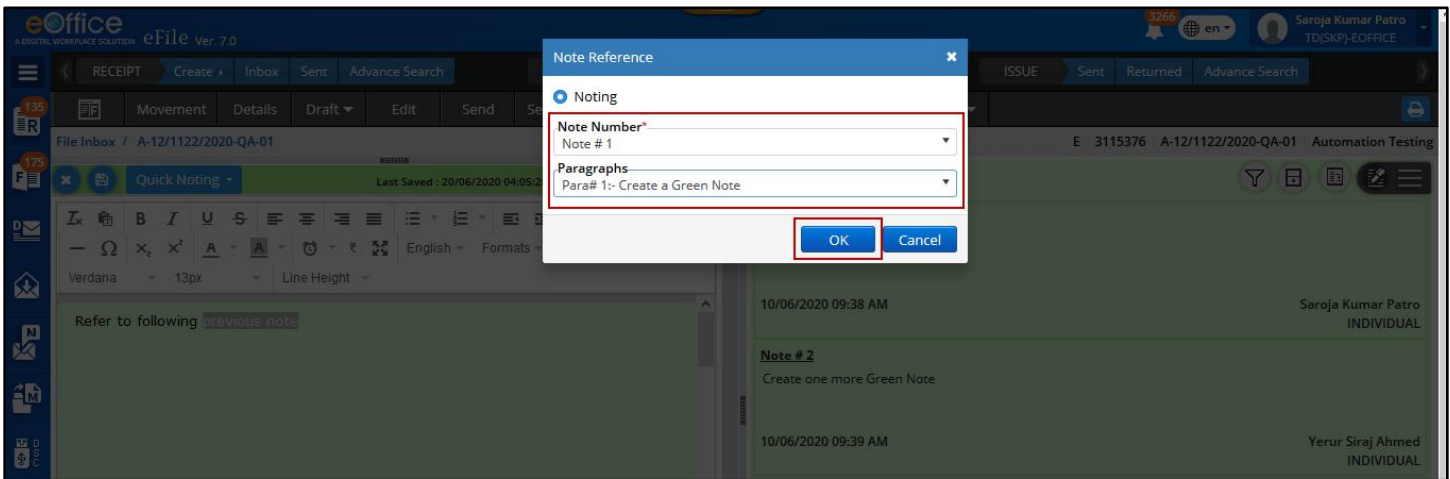 eOffice
A DIGITAL WORKPLACE SOLUTION eFile Ver. 7.0
3266 en Saroja Kumar Patro
TD(SKP)-EOFFICE
RECEIPT Create Inbox Sent Advance Search ISSUE Sent Returned Advance Search
135
R
Movement Details Draft Edit Send Se
File Inbox / A-12/1122/2020-QA-01 E 3115376 A-12/1122/2020-QA-01 Automation Testing
175
F
Quick Noting Last Saved : 20/06/2020 04:05:2
Note Reference
Noting
Note Number*
Note # 1
Paragraphs
Para# 1:- Create a Green Note
OK Cancel
B I U S
Ω x₂ x² A A ₹ English Formats
Verdana 13px Line Height
Refer to following previous note
10/06/2020 09:38 AM Saroja Kumar Patro
INDIVIDUAL
Note # 2
Create one more Green Note
10/06/2020 09:39 AM Yerur Siraj Ahmed
INDIVIDUAL
D
N
DSC